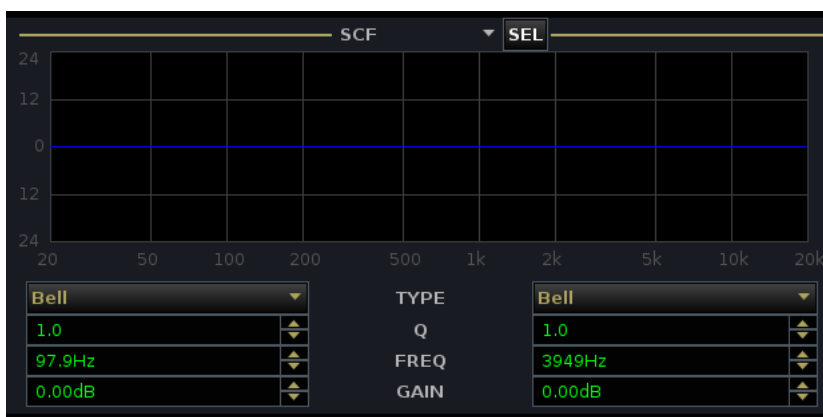 SCF SEL
24
12
0
12
24
20 50 100 200 500 1k 2k 5k 10k 20k
Bell TYPE Bell
1.0 Q 1.0
97.9Hz FREQ 3949Hz
0.00dB GAIN 0.00dB